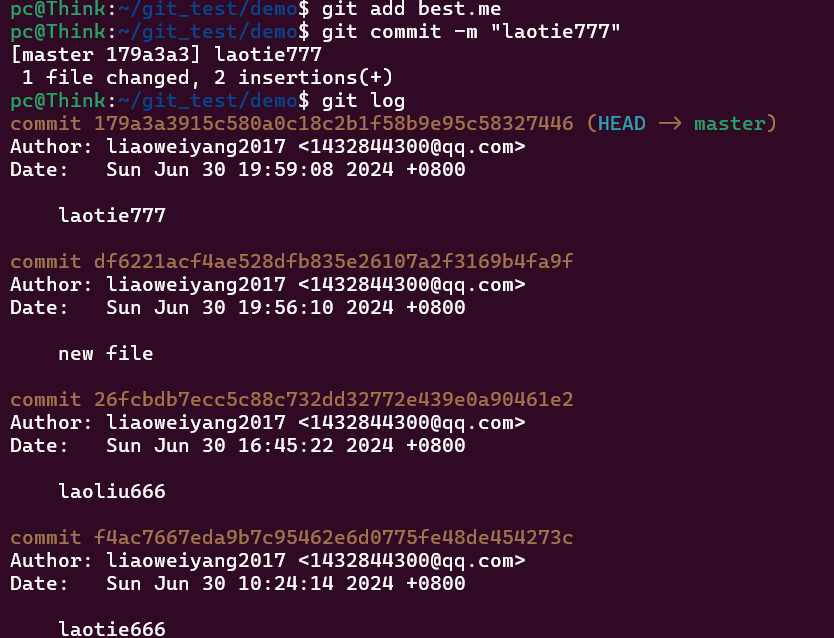 pc@Think:~/git_test/demo$ git add best.me
pc@Think:~/git_test/demo$ git commit -m "laotie777"
[master 179a3a3] laotie777
 1 file changed, 2 insertions(+)
pc@Think:~/git_test/demo$ git log
commit 179a3a3915c580a0c18c2b1f58b9e95c58327446 (HEAD -> master)
Author: liaoweiyang2017 <1432844300@qq.com>
Date:   Sun Jun 30 19:59:08 2024 +0800
    laotie777
commit df6221acf4ae528dfb835e26107a2f3169b4fa9f
Author: liaoweiyang2017 <1432844300@qq.com>
Date:   Sun Jun 30 19:56:10 2024 +0800
    new file
commit 26fcbdb7ecc5c88c732dd32772e439e0a90461e2
Author: liaoweiyang2017 <1432844300@qq.com>
Date:   Sun Jun 30 16:45:22 2024 +0800
    laoliu666
commit f4ac7667eda9b7c95462e6d0775fe48de454273c
Author: liaoweiyang2017 <1432844300@qq.com>
Date:   Sun Jun 30 10:24:14 2024 +0800
    laotie666